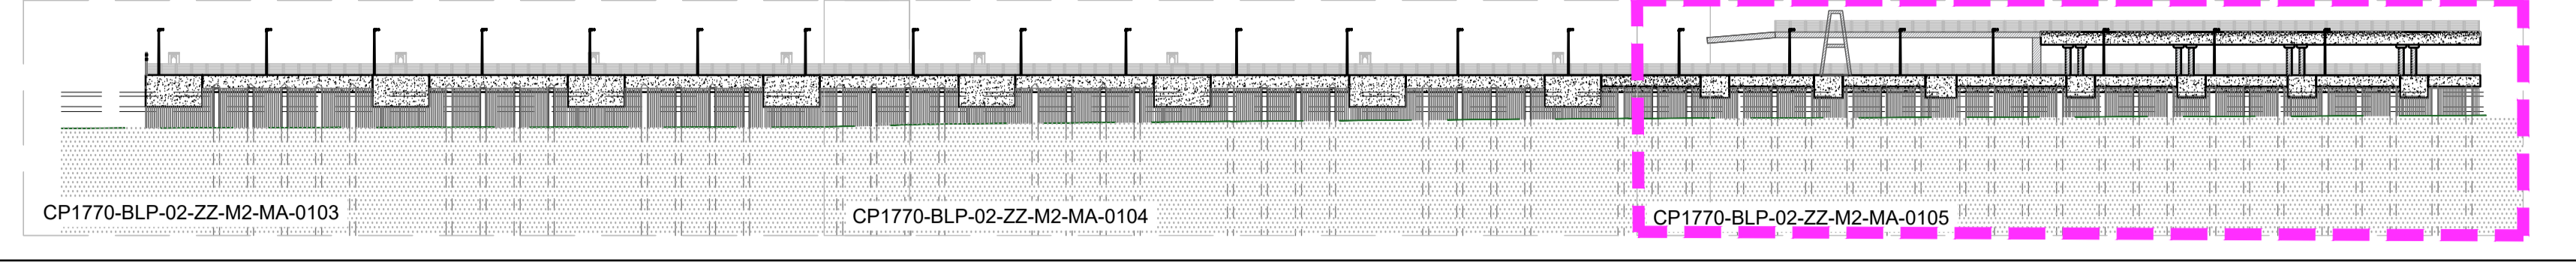 CP1770-BLP-02-ZZ-M2-MA-0103
CP1770-BLP-02-ZZ-M2-MA-0104
CP1770-BLP-02-ZZ-M2-MA-0105